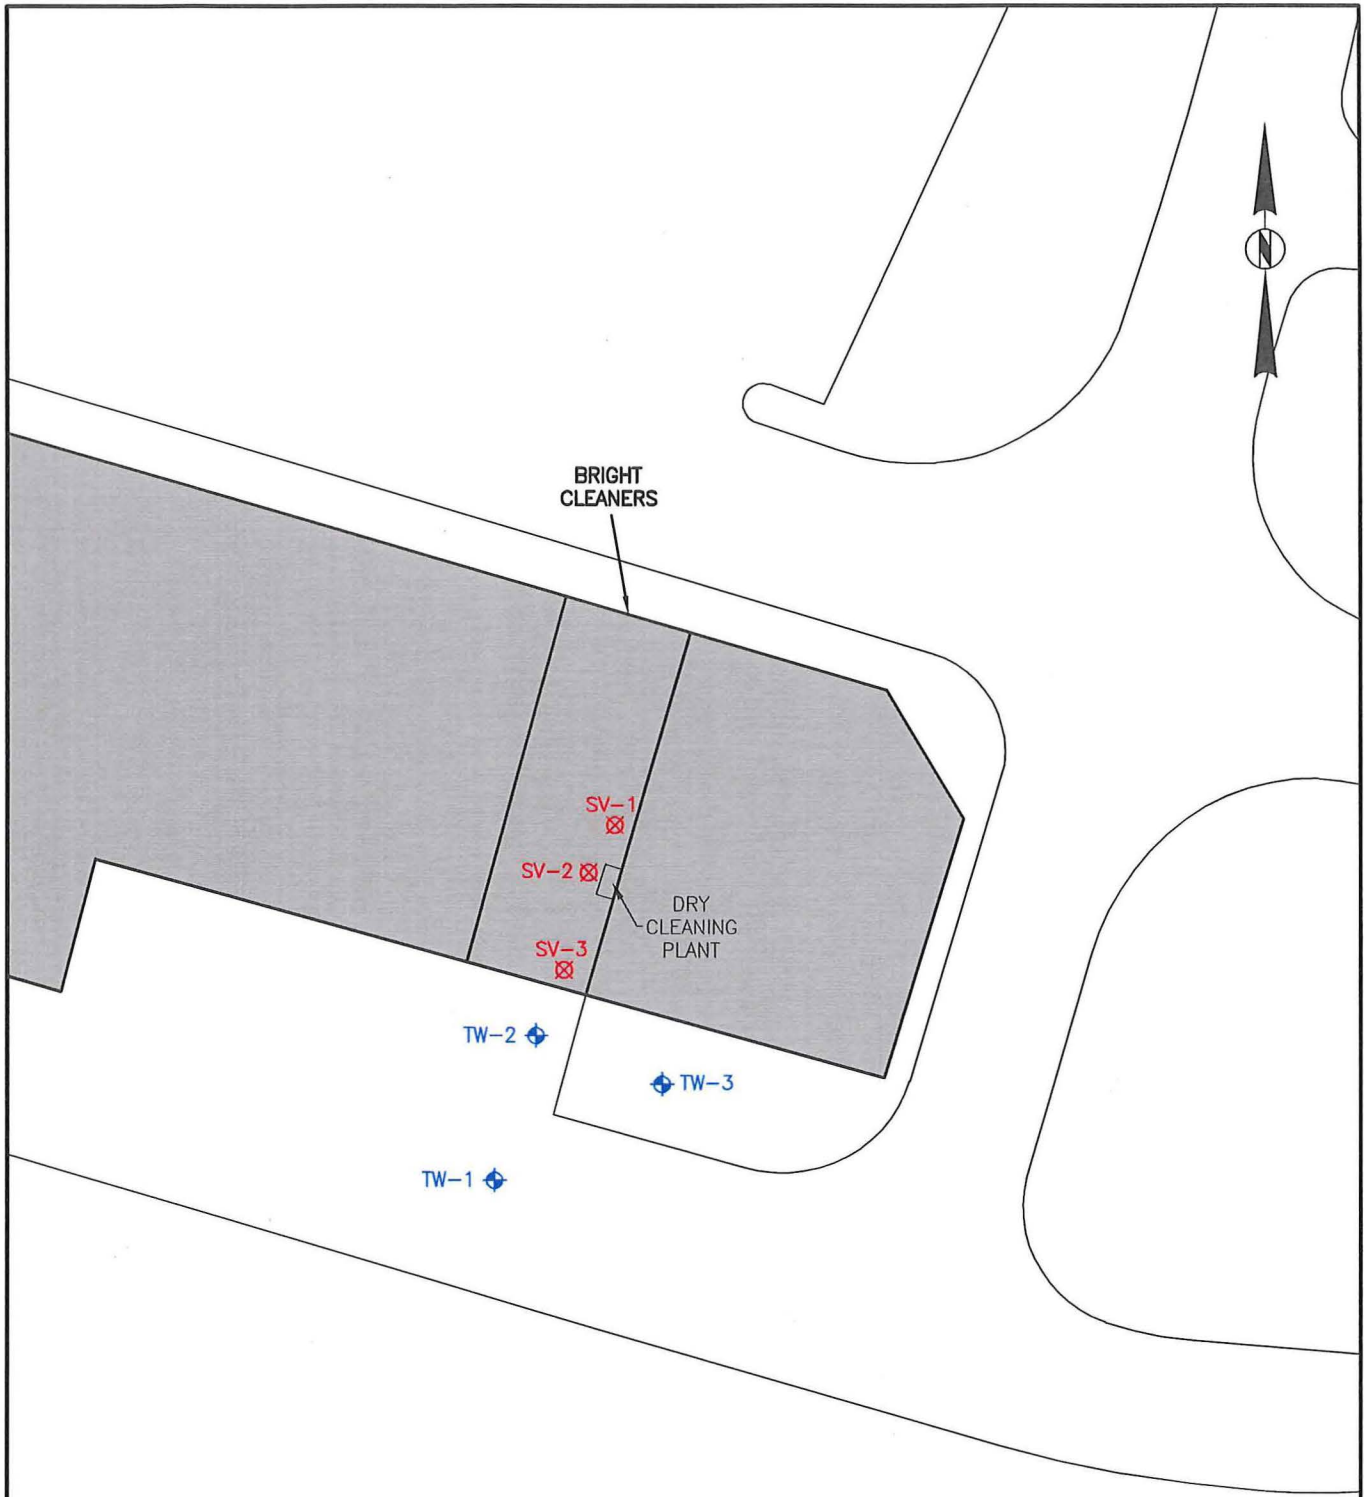 N
BRIGHT
CLEANERS
SV-1
SV-2
DRY
CLEANING
PLANT
SV-3
TW-2
TW-3
TW-1